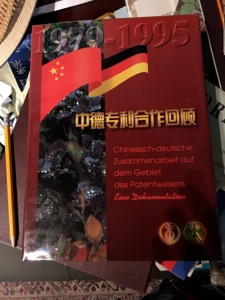 1979-1995
中德专利合作回顾
Chinesisch-deutsche
Zusammenarbeit auf
dem Gebiet
des Patentwesens
Eine Dokumentation